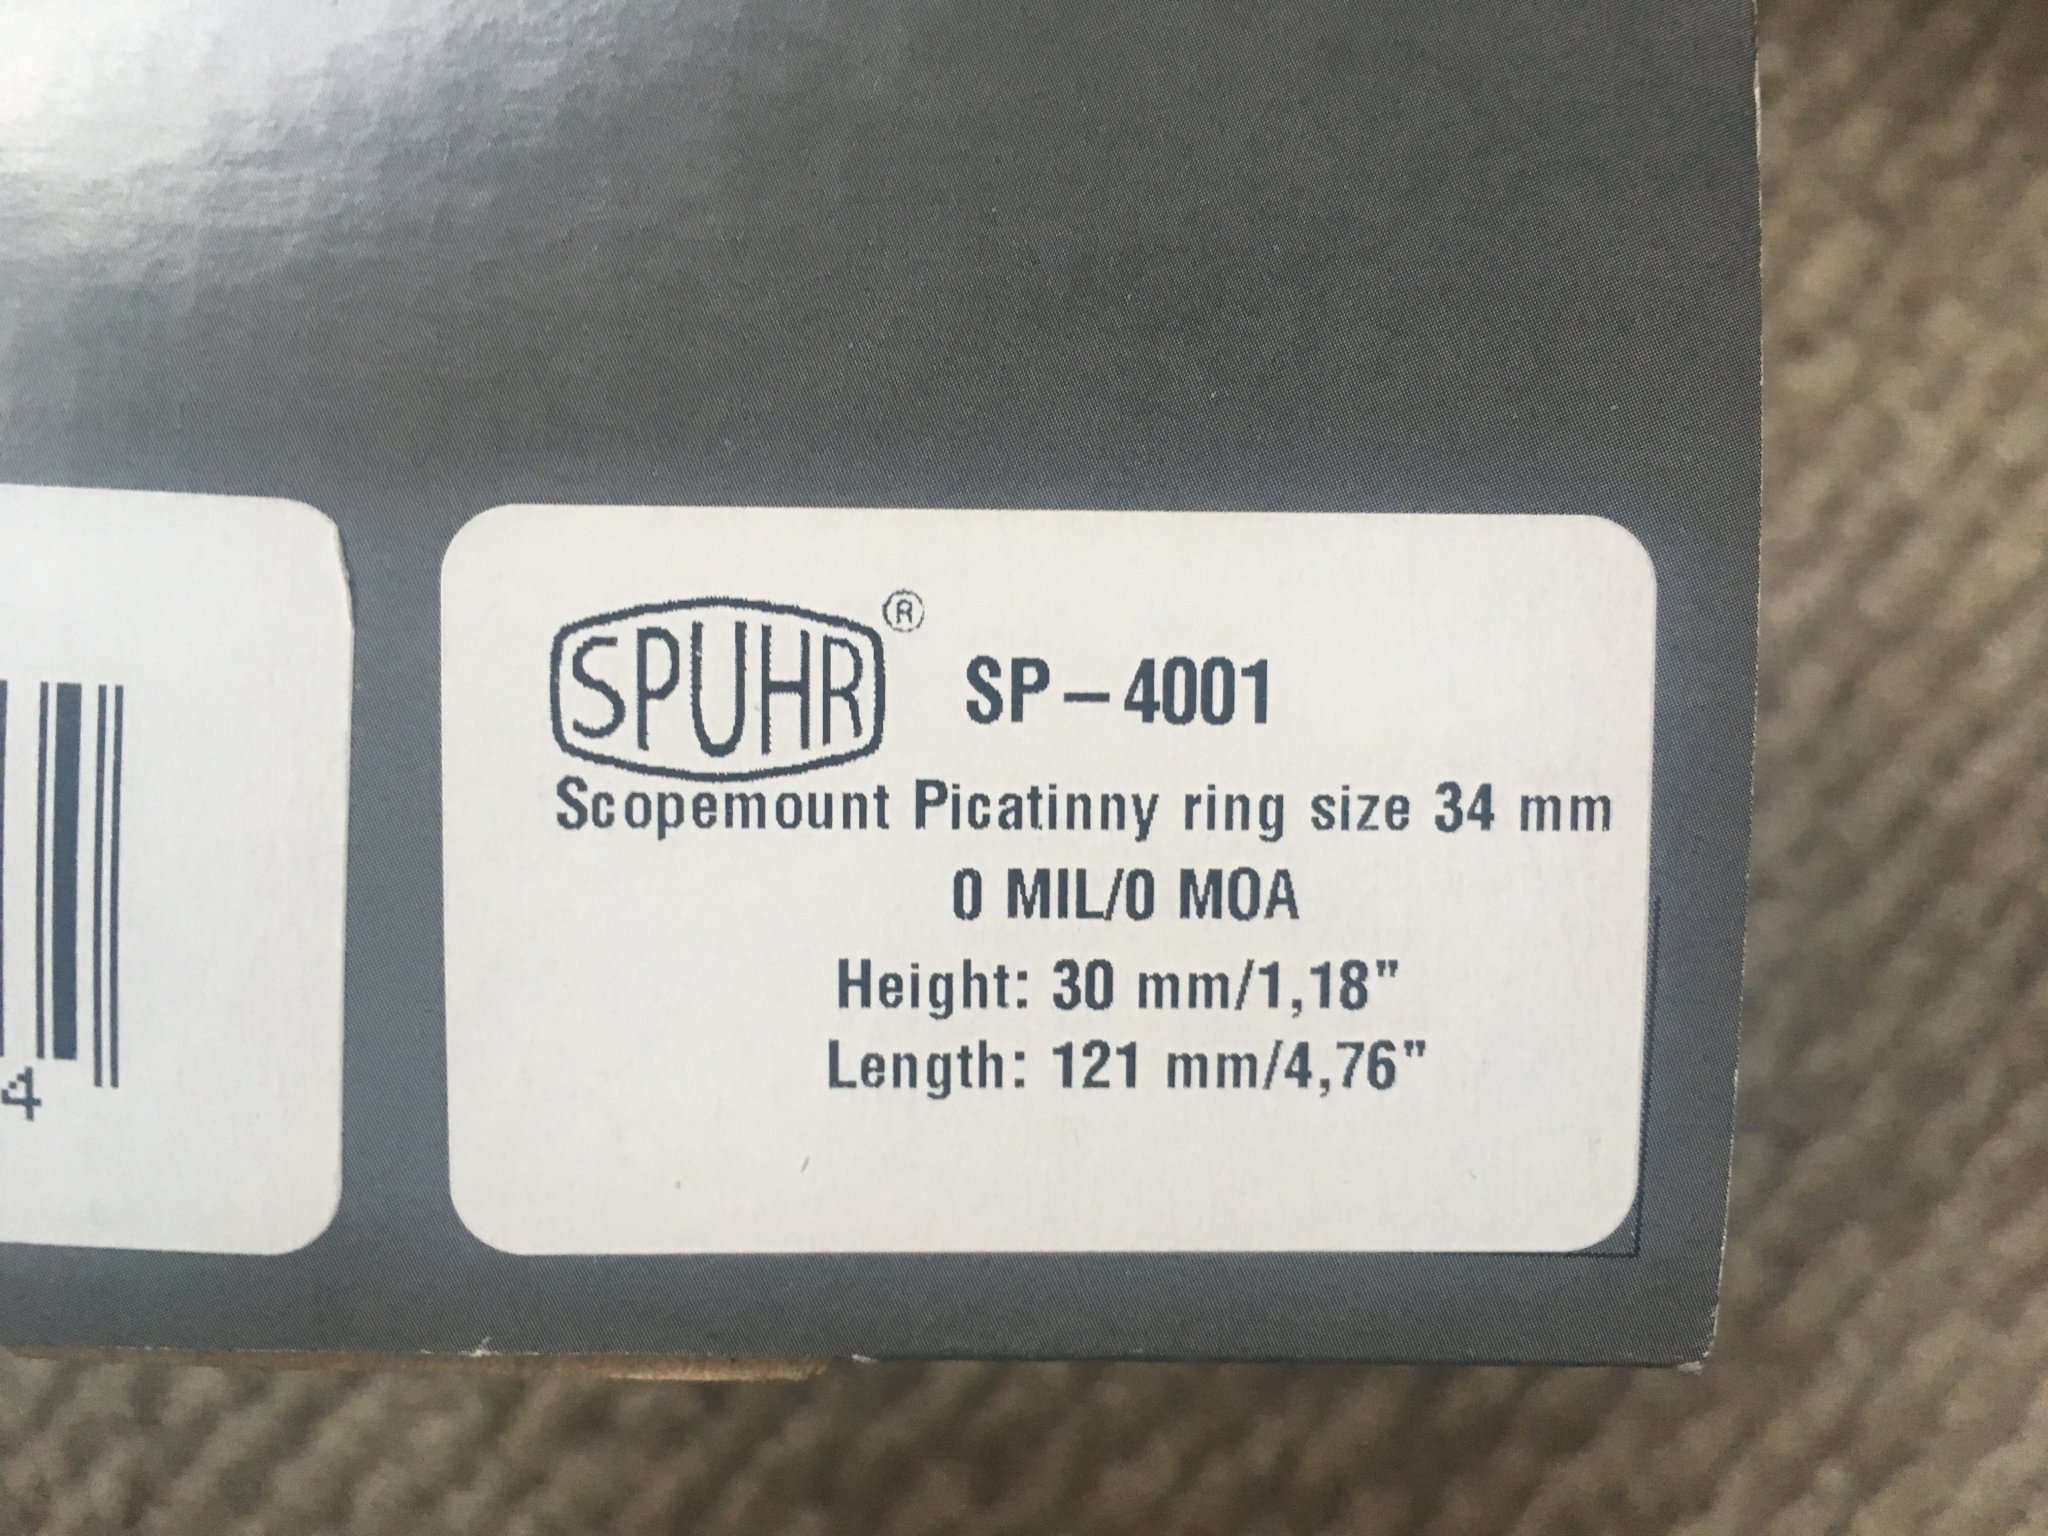 SPUHR ® SP-4001
Scopemount Picatinny ring size 34 mm
0 MIL/0 MOA
Height: 30 mm/1,18"
Length: 121 mm/4,76"
4